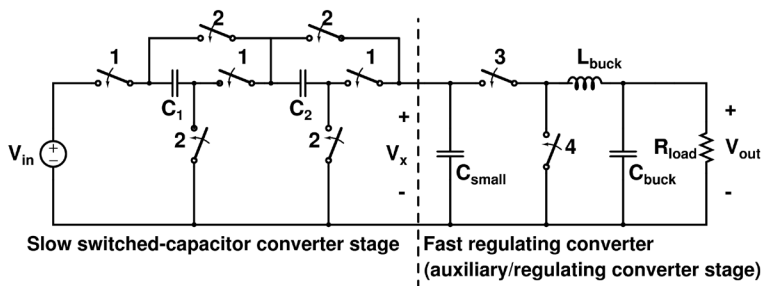 2 2
1 1 1 3 L_buck
C_1 C_2
+ +
V_in 2 2 V_x C_small 4 C_buck R_load V_out
- -
Slow switched-capacitor converter stage
Fast regulating converter
(auxiliary/regulating converter stage)